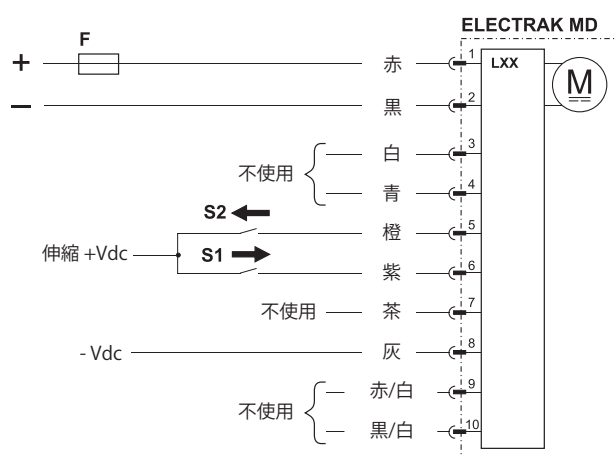 ELECTRAK MD
F
+ 赤 1 LXX M
− 黒 2
白 3
不使用
青 4
S2
橙 5
伸縮 +Vdc
S1
紫 6
不使用 茶 7
- Vdc 灰 8
赤/白 9
不使用
黒/白 10